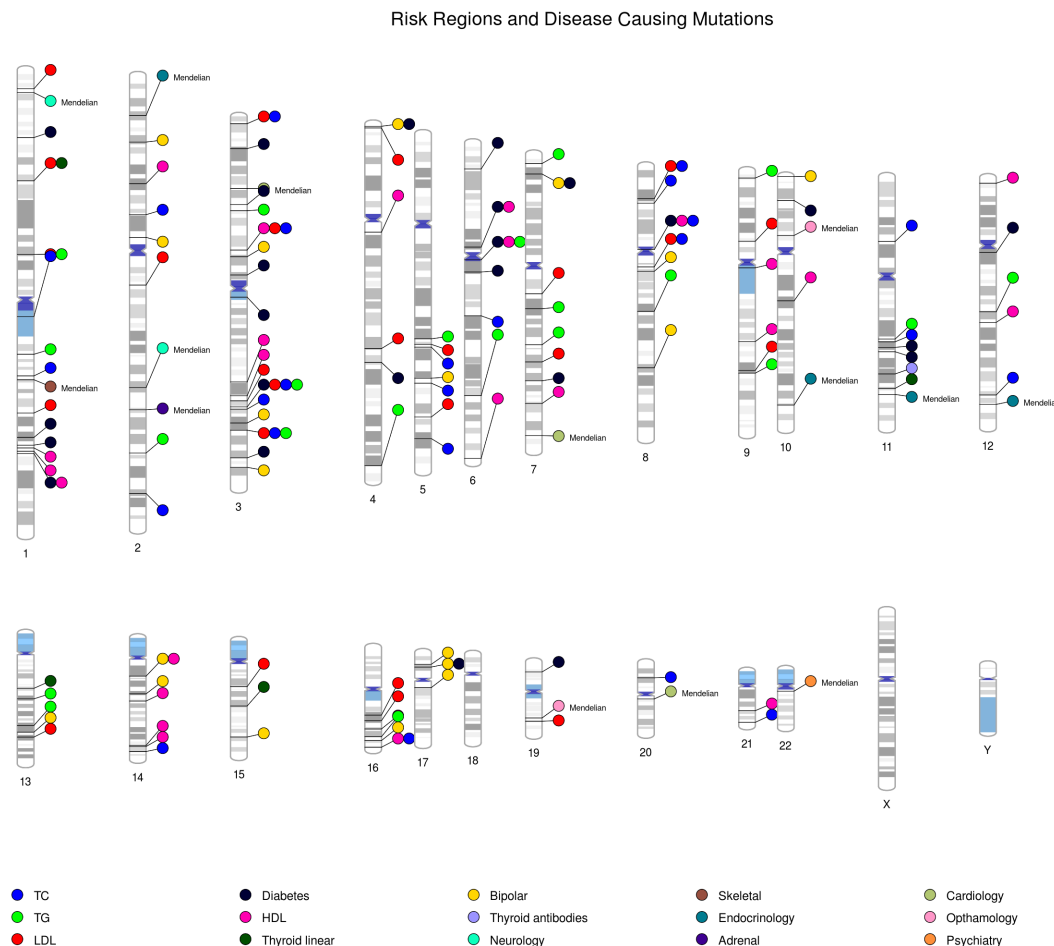 Risk Regions and Disease Causing Mutations
Mendelian
Mendelian
Mendelian
Mendelian
Mendelian
Mendelian
Mendelian
Mendelian
Mendelian
Mendelian
Mendelian
Mendelia
1
2
3
4
5
6
7
8
9
10
11
12
Mendelian
Mendelian
Mendelian
13
14
15
16
17
18
19
20
21
22
X
Y
TC
Diabetes
Bipolar
Skeletal
Cardiology
TG
HDL
Thyroid antibodies
Endocrinology
Opthamology
LDL
Thyroid linear
Neurology
Adrenal
Psychiatry